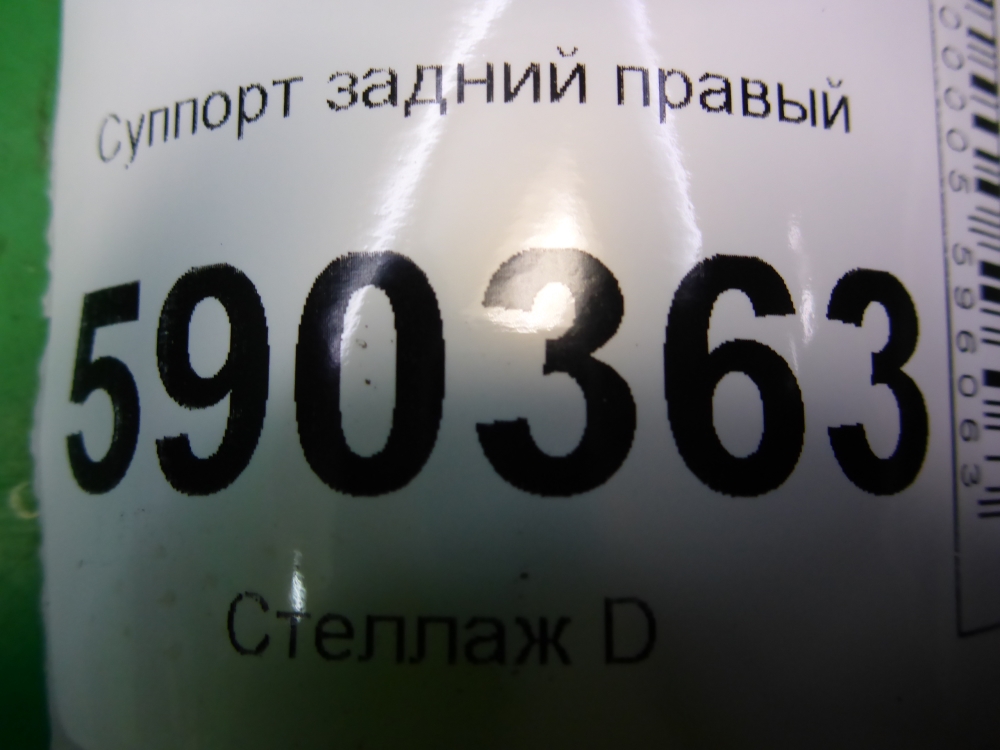 Суппорт задний правый
590363
Стеллаж D